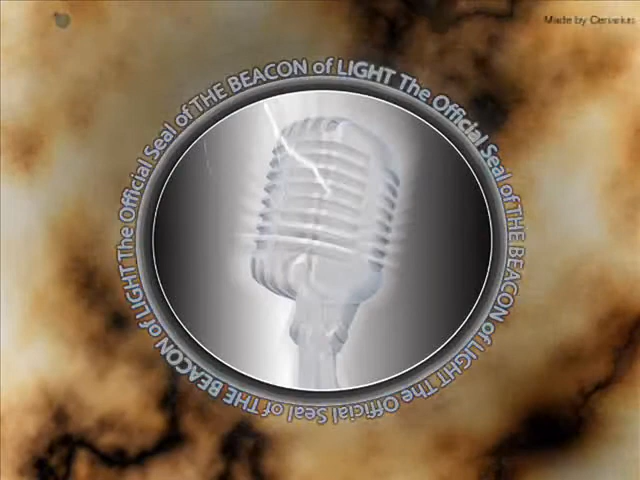 Made by Cenarius
The Official Seal of THE BEACON of LIGHT The Official Seal of THE BEACON of LIGHT The Official Seal of THE BEACON of LIGHT